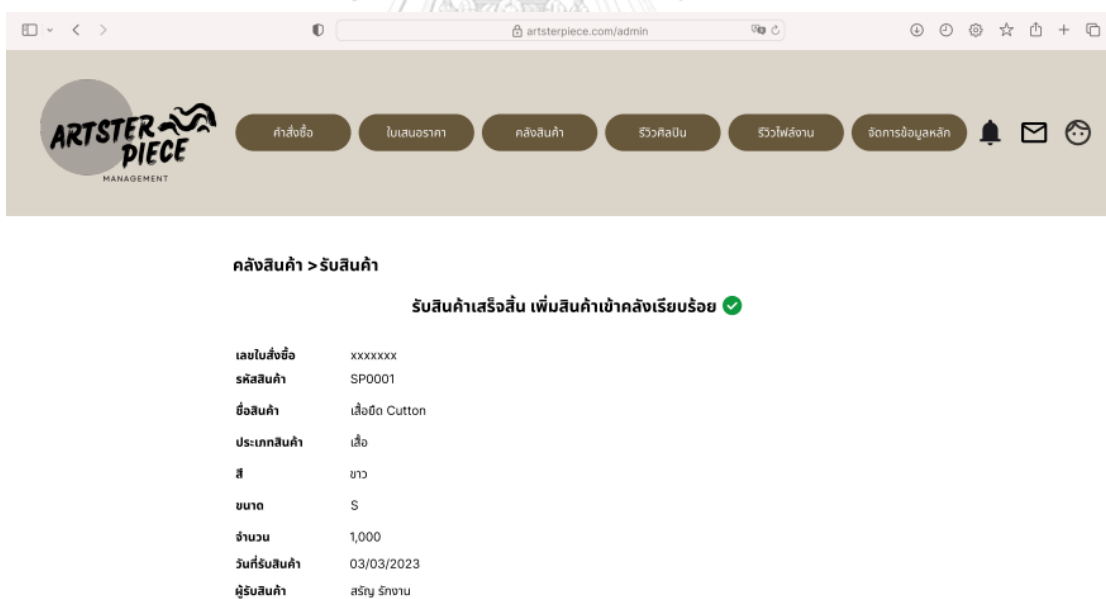 artsterpiece.com/admin
ARTSTER
PIECE
MANAGEMENT
คำสั่งซื้อ
ใบเสนอราคา
คลังสินค้า
รีวิวศิลปิน
รีวิวไฟล์งาน
จัดการข้อมูลหลัก
คลังสินค้า > รับสินค้า
รับสินค้าเสร็จสิ้น เพิ่มสินค้าเข้าคลังเรียบร้อย
เลขใบสั่งซื้อ xxxxxxx
รหัสสินค้า SP0001
ชื่อสินค้า เสื้อยืด Cutton
ประเภทสินค้า เสื้อ
สี ขาว
ขนาด S
จำนวน 1,000
วันที่รับสินค้า 03/03/2023
ผู้รับสินค้า สรัญ รักงาน